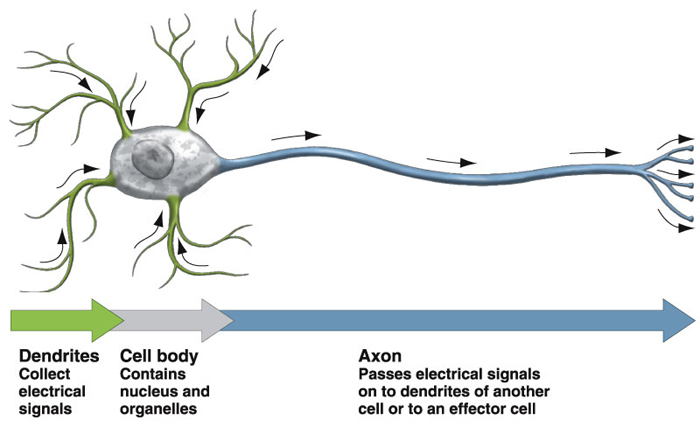 Dendrites
Collect
electrical
signals
Cell body
Contains
nucleus and
organelles
Axon
Passes electrical signals
on to dendrites of another
cell or to an effector cell